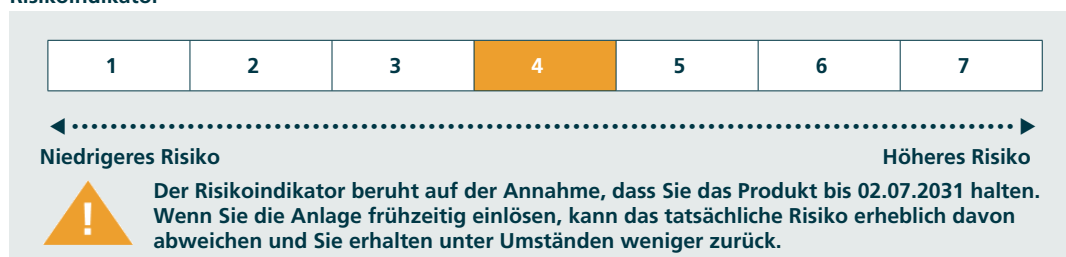 Risikoindikator
1 2 3 4 5 6 7
Niedrigeres Risiko Höheres Risiko
! Der Risikoindikator beruht auf der Annahme, dass Sie das Produkt bis 02.07.2031 halten.
Wenn Sie die Anlage frühzeitig einlösen, kann das tatsächliche Risiko erheblich davon
abweichen und Sie erhalten unter Umständen weniger zurück.